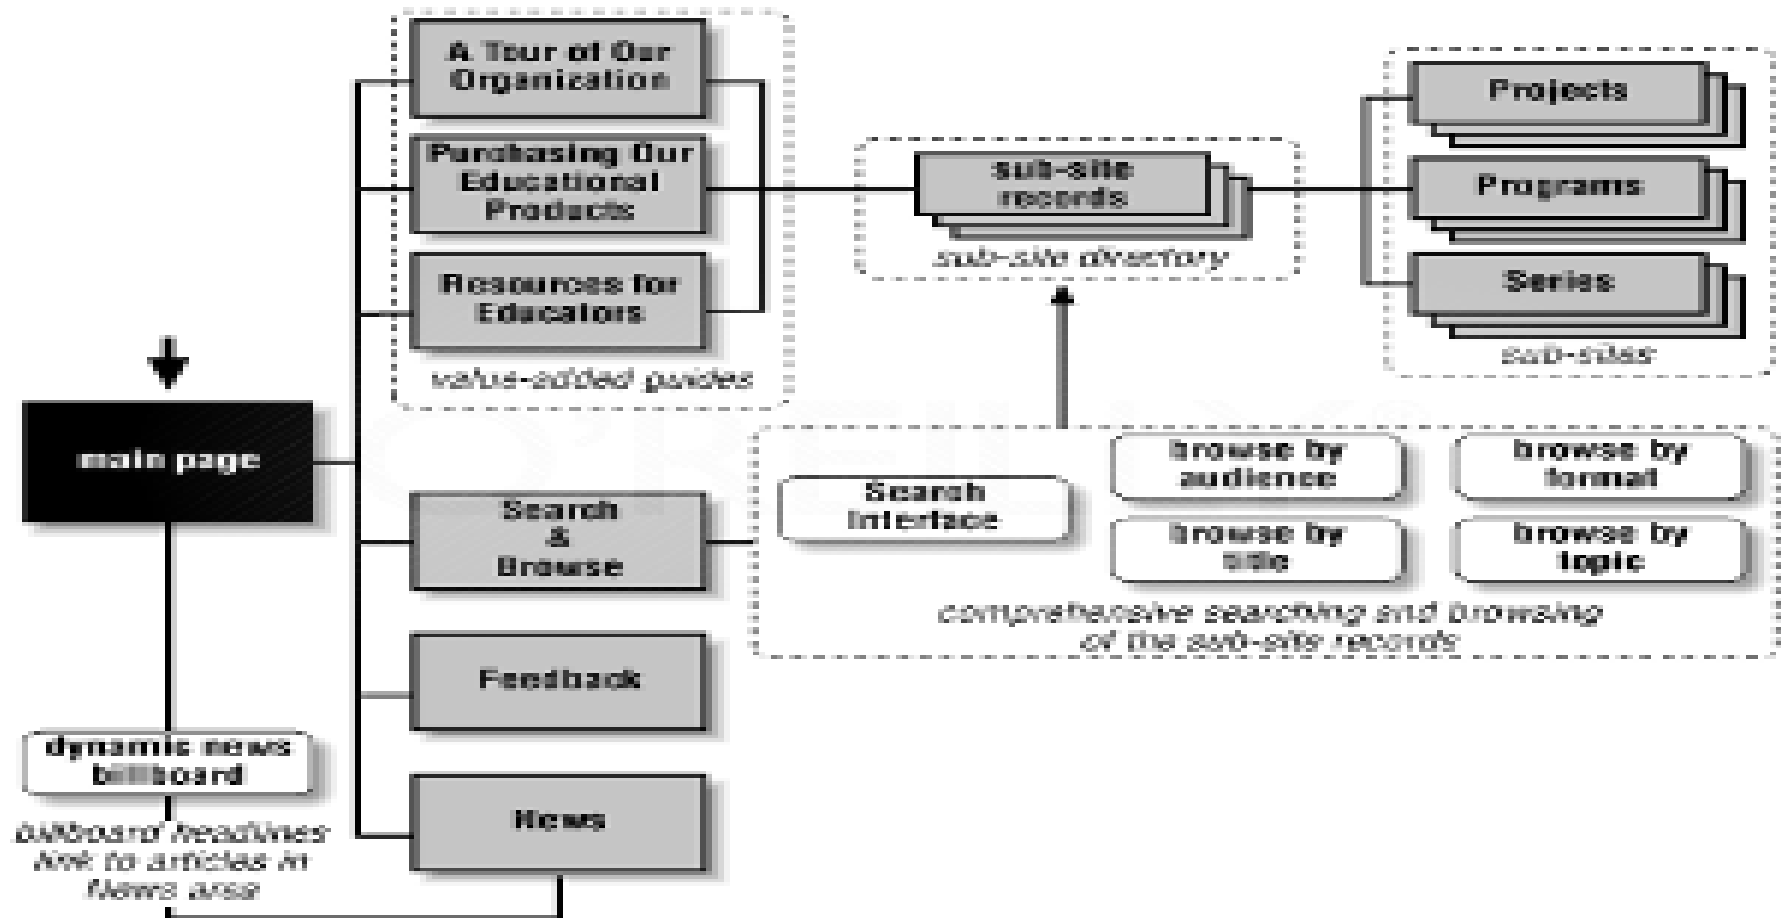 A Tour of Our
Organization
Purchasing Our
Educational
Products
Resources for
Educators
value-added guides
sub-site
records
sub-site directory
Projects
Programs
Series
sub-sites
main page
Search
&
Browse
Search
Interface
browse by
audience
browse by
format
browse by
title
browse by
topic
comprehensive searching and browsing
of the sub-site records
Feedback
dynamic news
billboard
billboard headlines
link to articles in
News area
News
O'REILLY®